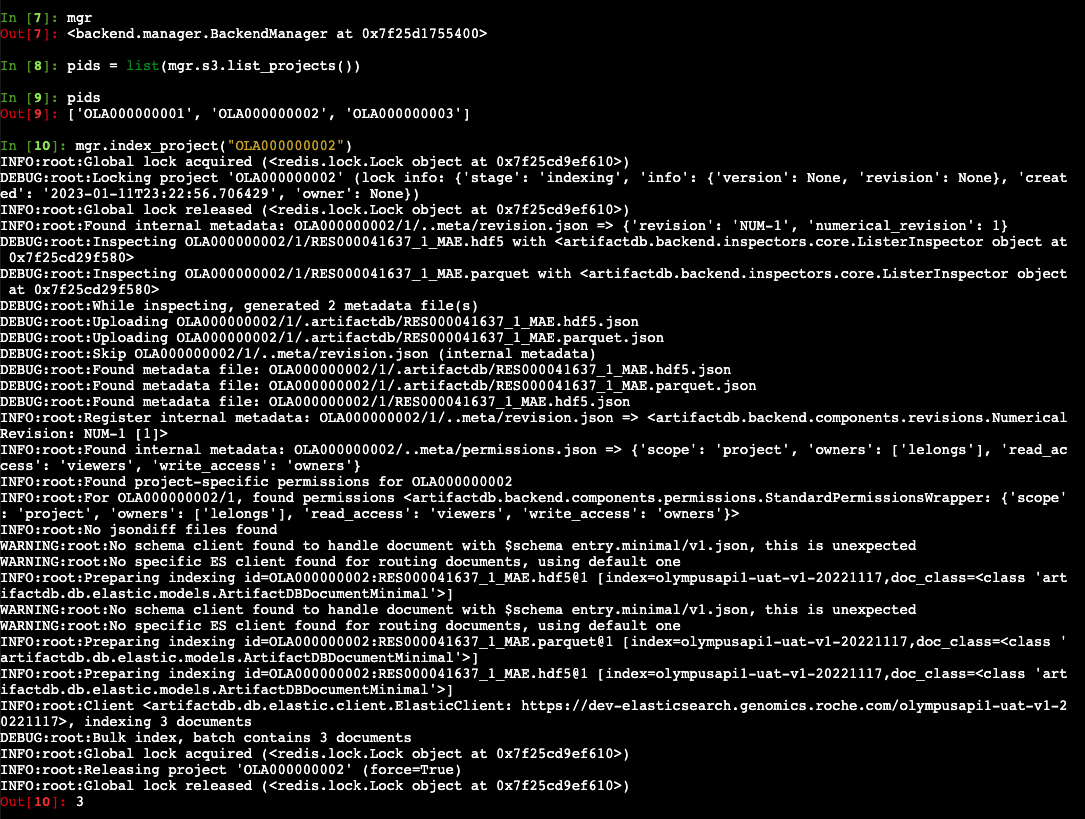 In [7]: mgr
Out[7]: <backend.manager.BackendManager at 0x7f25d1755400>
In [8]: pids = list(mgr.s3.list_projects())
In [9]: pids
Out[9]: ['OLA000000001', 'OLA000000002', 'OLA000000003']
In [10]: mgr.index_project("OLA000000002")
INFO:root:Global lock acquired (<redis.lock.Lock object at 0x7f25cd9ef610>)
DEBUG:root:Locking project 'OLA000000002' (lock info: {'stage': 'indexing', 'info': {'version': None, 'revision': None}, 'creat
ed': '2023-01-11T23:22:56.706429', 'owner': None})
INFO:root:Global lock released (<redis.lock.Lock object at 0x7f25cd9ef610>)
INFO:root:Found internal metadata: OLA000000002/1/..meta/revision.json => {'revision': 'NUM-1', 'numerical_revision': 1}
DEBUG:root:Inspecting OLA000000002/1/RES000041637_1_MAE.hdf5 with <artifactdb.backend.inspectors.core.ListerInspector object at
 0x7f25cd29f580>
DEBUG:root:Inspecting OLA000000002/1/RES000041637_1_MAE.parquet with <artifactdb.backend.inspectors.core.ListerInspector object
 at 0x7f25cd29f580>
DEBUG:root:While inspecting, generated 2 metadata file(s)
DEBUG:root:Uploading OLA000000002/1/.artifactdb/RES000041637_1_MAE.hdf5.json
DEBUG:root:Uploading OLA000000002/1/.artifactdb/RES000041637_1_MAE.parquet.json
DEBUG:root:Skip OLA000000002/1/..meta/revision.json (internal metadata)
DEBUG:root:Found metadata file: OLA000000002/1/.artifactdb/RES000041637_1_MAE.hdf5.json
DEBUG:root:Found metadata file: OLA000000002/1/.artifactdb/RES000041637_1_MAE.parquet.json
DEBUG:root:Found metadata file: OLA000000002/1/RES000041637_1_MAE.hdf5.json
INFO:root:Register internal metadata: OLA000000002/1/..meta/revision.json => <artifactdb.backend.components.revisions.Numerical
Revision: NUM-1 [1]>
INFO:root:Found internal metadata: OLA000000002/..meta/permissions.json => {'scope': 'project', 'owners': ['lelongs'], 'read_ac
cess': 'viewers', 'write_access': 'owners'}
INFO:root:Found project-specific permissions for OLA000000002
INFO:root:For OLA000000002/1, found permissions <artifactdb.backend.components.permissions.StandardPermissionsWrapper: {'scope'
: 'project', 'owners': ['lelongs'], 'read_access': 'viewers', 'write_access': 'owners'}>
INFO:root:No jsondiff files found
WARNING:root:No schema client found to handle document with $schema entry.minimal/v1.json, this is unexpected
WARNING:root:No specific ES client found for routing documents, using default one
INFO:root:Preparing indexing id=OLA000000002:RES000041637_1_MAE.hdf5@1 [index=olympusapi1-uat-v1-20221117,doc_class=<class 'art
ifactdb.db.elastic.models.ArtifactDBDocumentMinimal'>]
WARNING:root:No schema client found to handle document with $schema entry.minimal/v1.json, this is unexpected
WARNING:root:No specific ES client found for routing documents, using default one
INFO:root:Preparing indexing id=OLA000000002:RES000041637_1_MAE.parquet@1 [index=olympusapi1-uat-v1-20221117,doc_class=<class '
artifactdb.db.elastic.models.ArtifactDBDocumentMinimal'>]
INFO:root:Preparing indexing id=OLA000000002:RES000041637_1_MAE.hdf5@1 [index=olympusapi1-uat-v1-20221117,doc_class=<class 'art
ifactdb.db.elastic.models.ArtifactDBDocumentMinimal'>]
INFO:root:Client <artifactdb.db.elastic.client.ElasticClient: https://dev-elasticsearch.genomics.roche.com/olympusapi1-uat-v1-2
0221117>, indexing 3 documents
DEBUG:root:Bulk index, batch contains 3 documents
INFO:root:Global lock acquired (<redis.lock.Lock object at 0x7f25cd9ef610>)
INFO:root:Releasing project 'OLA000000002' (force=True)
INFO:root:Global lock released (<redis.lock.Lock object at 0x7f25cd9ef610>)
Out[10]: 3